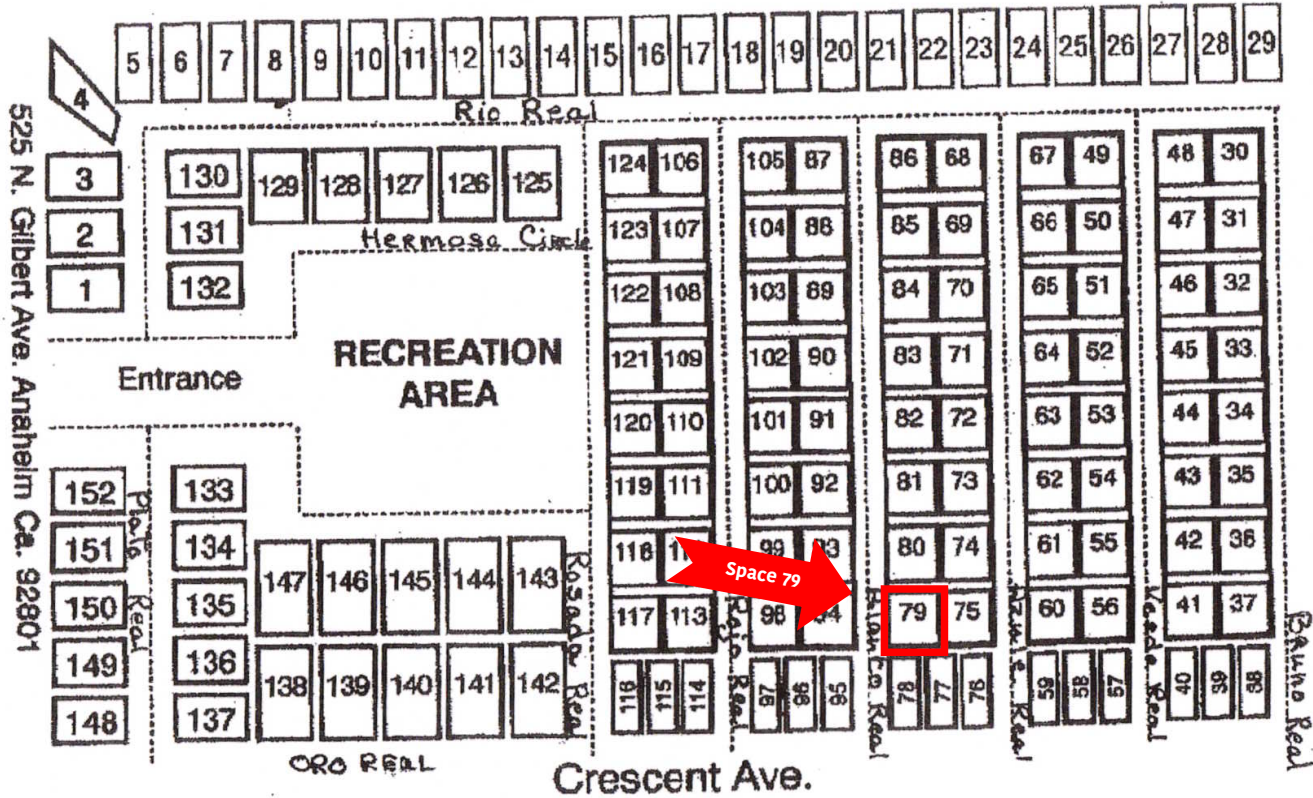 5 6 7 8 9 10 11 12 13 14 15 16 17 18 19 20 21 22 23 24 25 26 27 28 29
4
Rio Real
3 130 129 128 127 126 125 124 106 105 87 86 68 67 49 48 30
2 131 123 107 104 88 85 69 66 50 47 31
Hermosa Circle
1 132 122 108 103 89 84 70 65 51 46 32
RECREATION
AREA
Entrance
121 109 102 90 83 71 64 52 45 33
120 110 101 91 82 72 63 53 44 34
152 133 119 111 100 92 81 73 62 54 43 35
151 134 118 99 80 74 61 55 42 36
147 146 145 144 143
Space 79
150 135 117 113 98 79 75 60 56 41 37
149 136
138 139 140 141 142 116 115 114 97 96 95 78 77 76 59 58 57 40 39 38
148 137
Plata Real
Rosada Real
Rojo Real
Blanco Real
Azule Real
Verde Real
Bruno Real
ORO REAL
Crescent Ave.
525 N. Gilbert Ave. Anaheim Ca. 92801